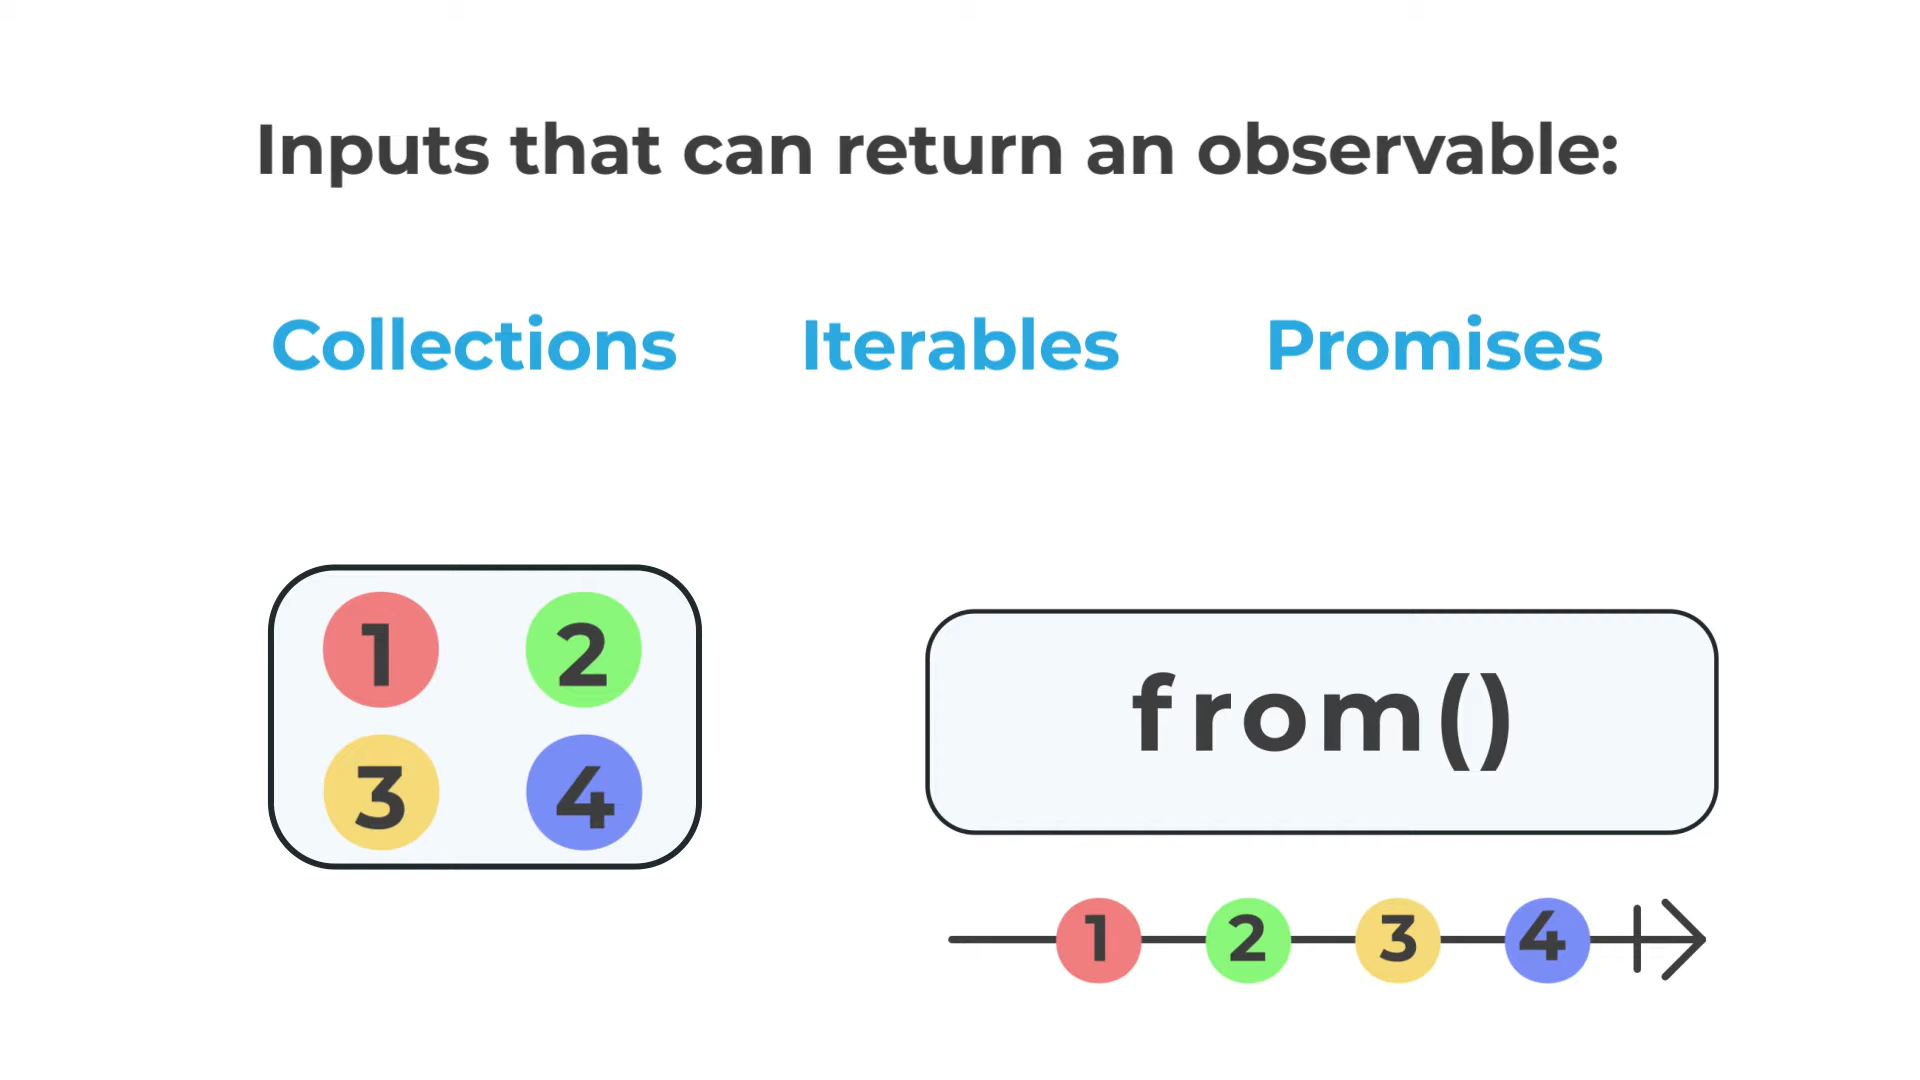 Inputs that can return an observable:
Collections Iterables Promises
1 2
3 4
from()
1 2 3 4